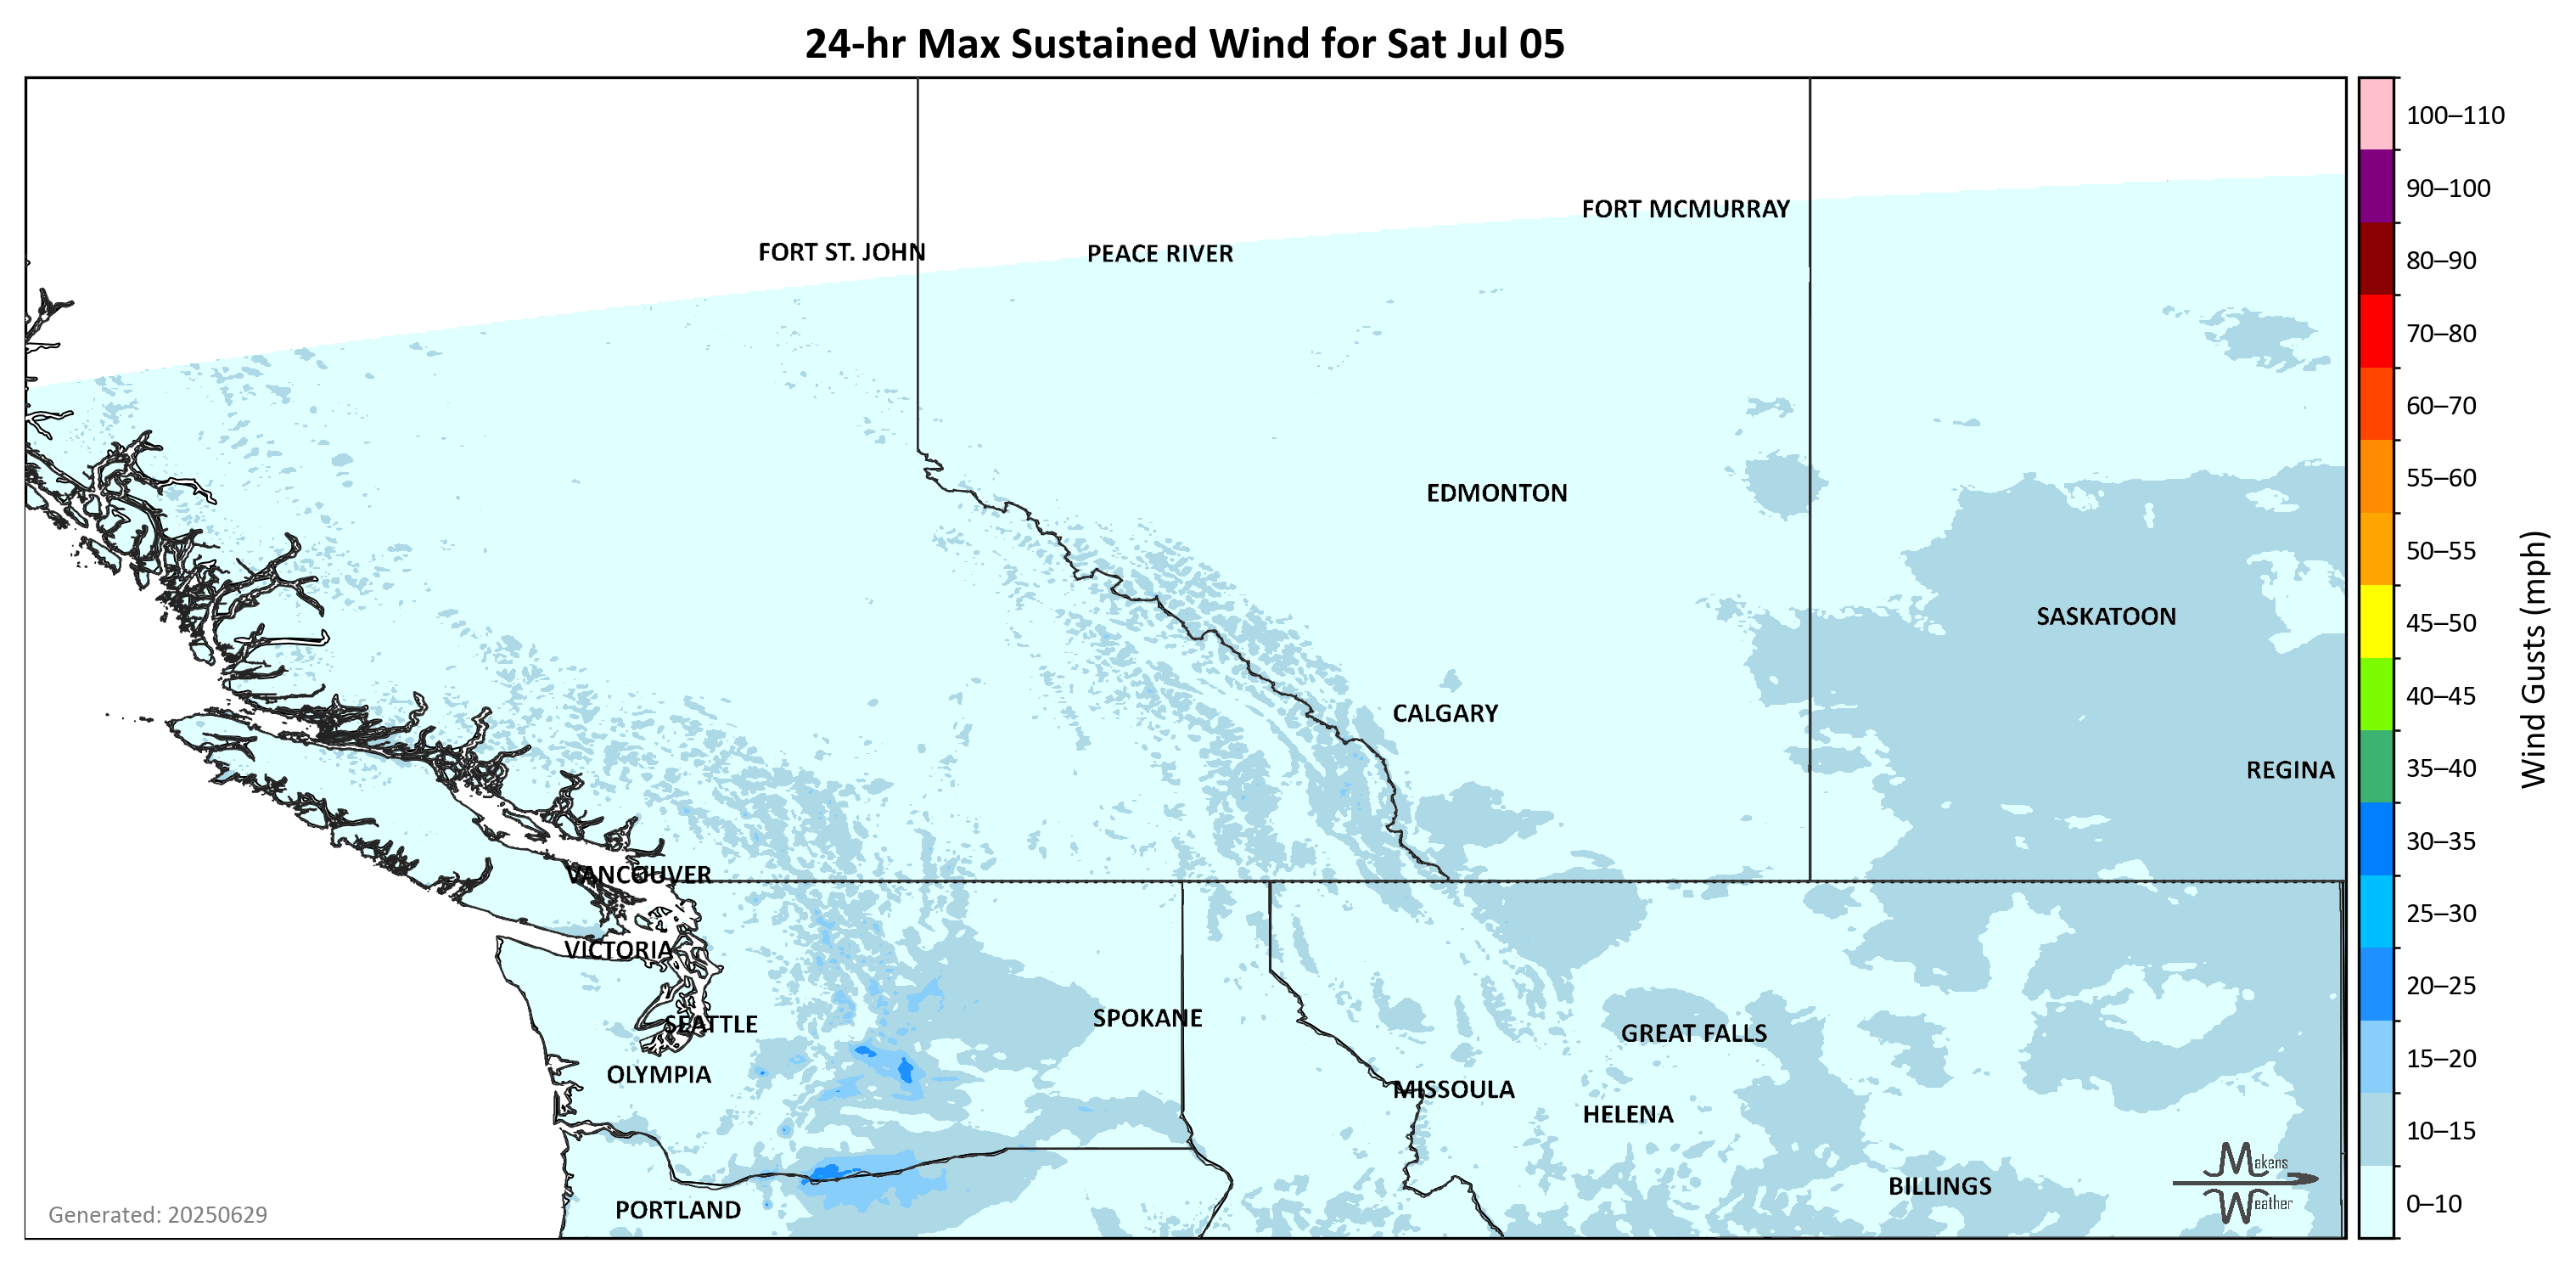 24-hr Max Sustained Wind for Sat Jul 05
100–110
90–100
80–90
70–80
60–70
55–60
50–55
45–50
40–45
35–40
30–35
25–30
20–25
15–20
10–15
0–10
Wind Gusts (mph)
FORT MCMURRAY
FORT ST. JOHN
PEACE RIVER
EDMONTON
SASKATOON
CALGARY
REGINA
VANCOUVER
VICTORIA
SEATTLE
SPOKANE
GREAT FALLS
OLYMPIA
MISSOULA
HELENA
BILLINGS
PORTLAND
Makens
Weather
Generated: 20250629